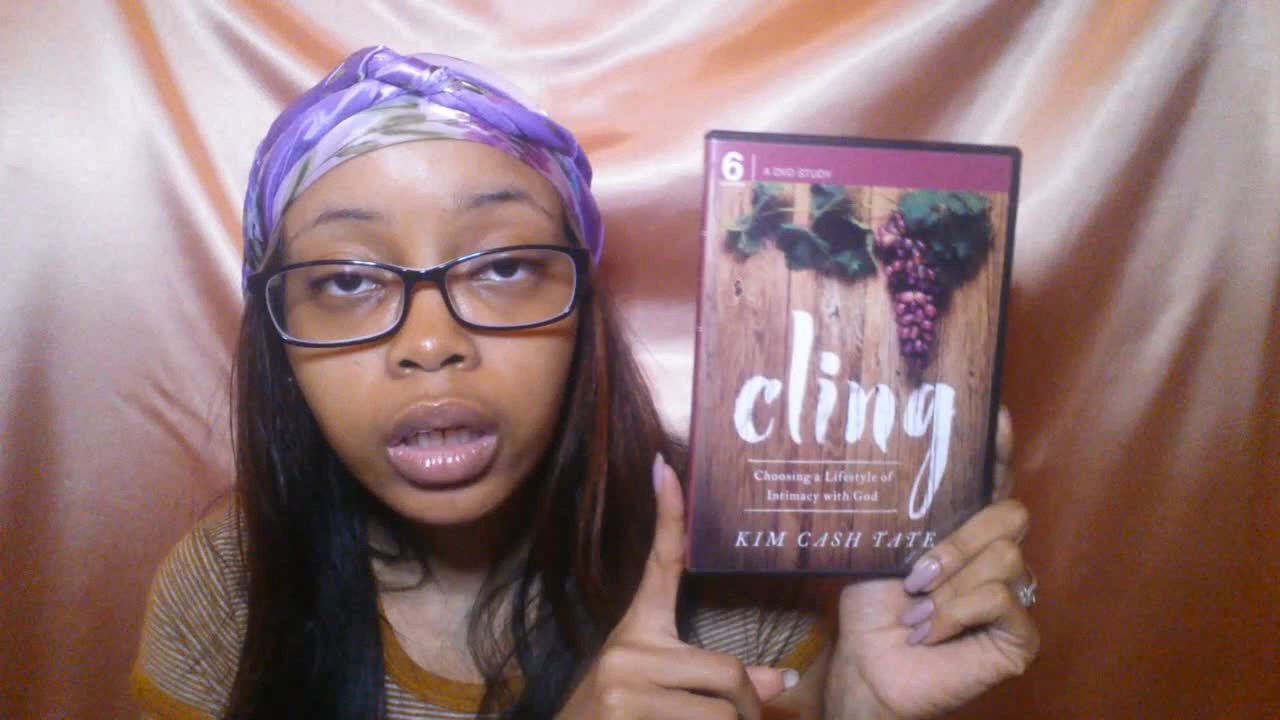 6 A DVD STUDY
cling
Choosing a Lifestyle of
Intimacy with God
KIM CASH TATE